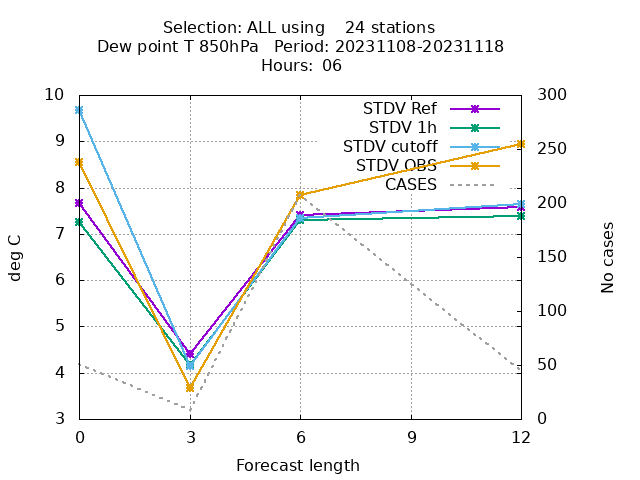 Selection: ALL using    24 stations
Dew point T 850hPa   Period: 20231108-20231118
Hours:  06
STDV Ref
STDV 1h
STDV cutoff
STDV OBS
CASES
10
9
8
7
6
5
4
3
300
250
200
150
100
50
0
deg C
No cases
0
3
6
9
12
Forecast length